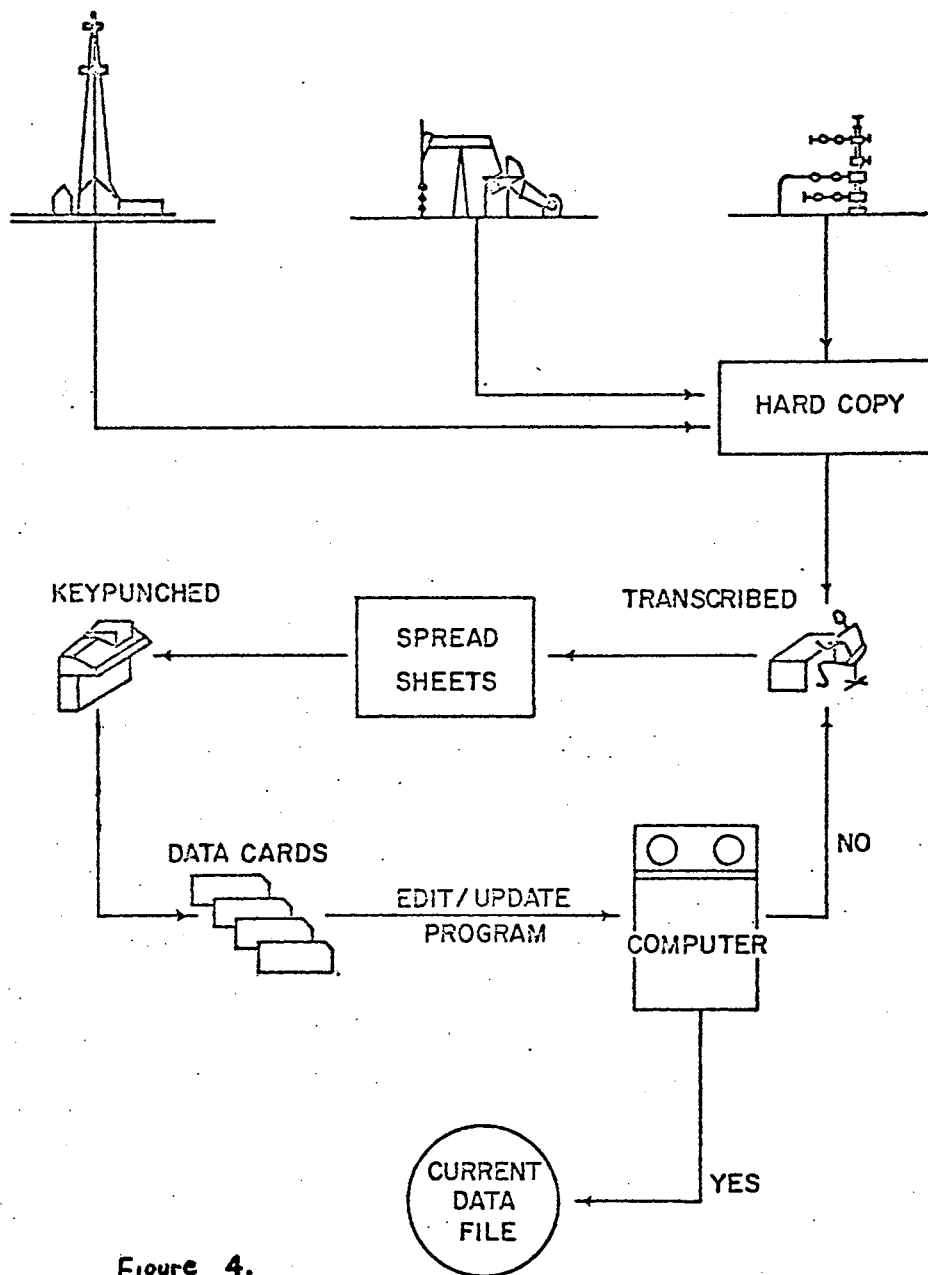 HARD COPY
KEYPUNCHED
TRANSCRIBED
SPREAD
SHEETS
DATA CARDS
EDIT/UPDATE
PROGRAM
COMPUTER
NO
YES
CURRENT
DATA
FILE
Figure 4.